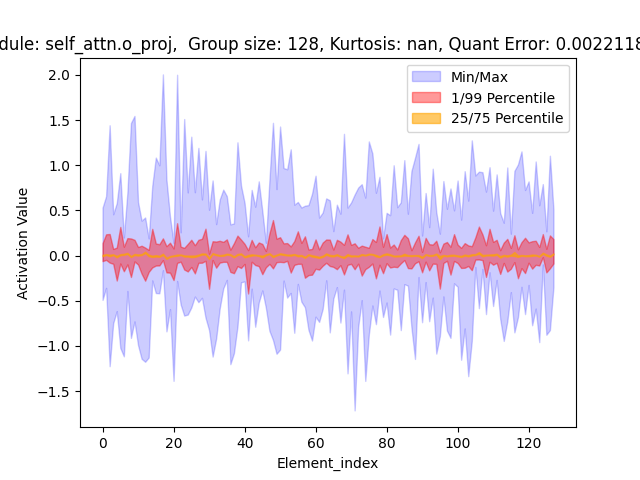 dule: self_attn.o_proj, Group size: 128, Kurtosis: nan, Quant Error: 0.0022118
Min/Max
1/99 Percentile
25/75 Percentile
Activation Value
2.0
1.5
1.0
0.5
0.0
−0.5
−1.0
−1.5
0 20 40 60 80 100 120
Element_index